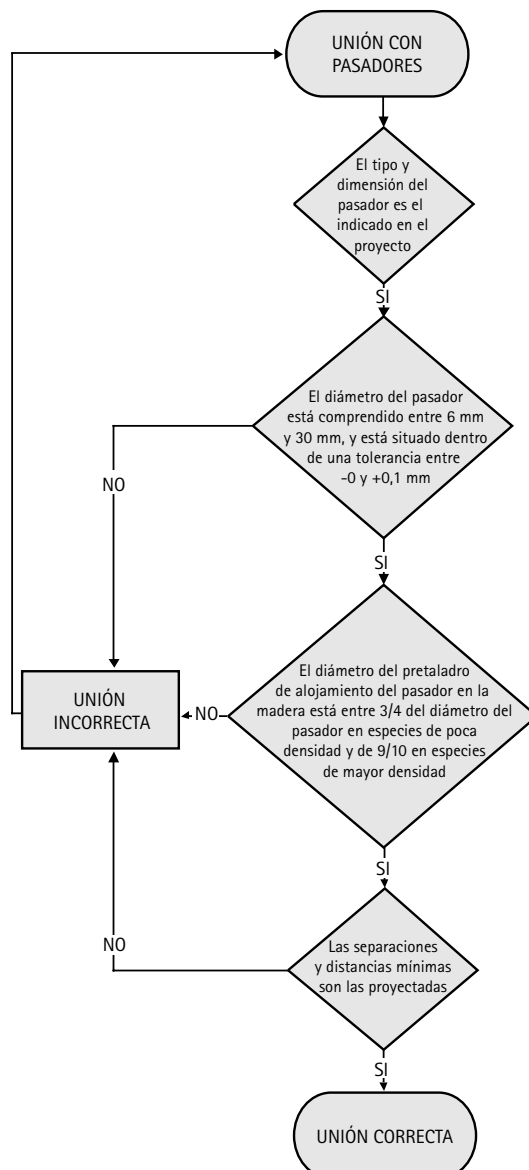 UNIÓN CON
PASADORES
El tipo y
dimensión del
pasador es el
indicado en el
proyecto
SI
El diámetro del pasador
está comprendido entre 6 mm
y 30 mm, y está situado dentro
de una tolerancia entre
-0 y +0,1 mm
NO
SI
El diámetro del pretaladro
de alojamiento del pasador en la
madera está entre 3/4 del diámetro del
pasador en especies de poca
densidad y de 9/10 en especies
de mayor densidad
NO
UNIÓN
INCORRECTA
SI
Las separaciones
y distancias mínimas
son las proyectadas
NO
SI
UNIÓN CORRECTA